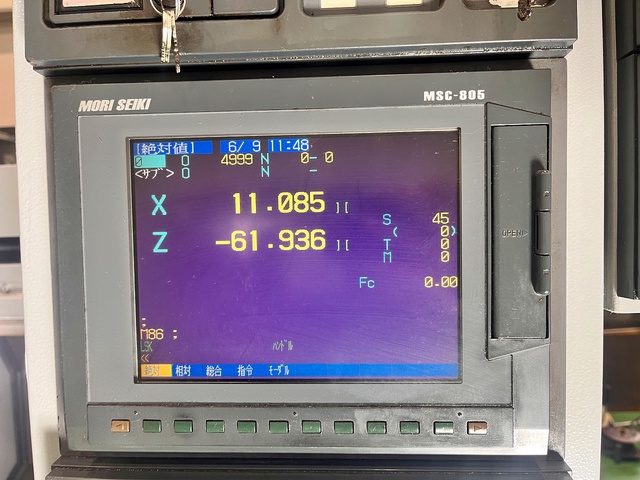 MORI SEIKI
MSC-805
[絶対値] 6/ 9 11:48
0 O 4999 N 0- 0
<ｻﾌﾞ> O N -
X 11.085 ][
Z -61.936 ][
S 45
( 0)
T 0
M 0
Fc 0.00
;
M86 ;
LSK
ﾊﾝﾄﾞﾙ
<<
絶対 相対 総合 指令 ﾓｰﾀﾞﾙ
OPEN